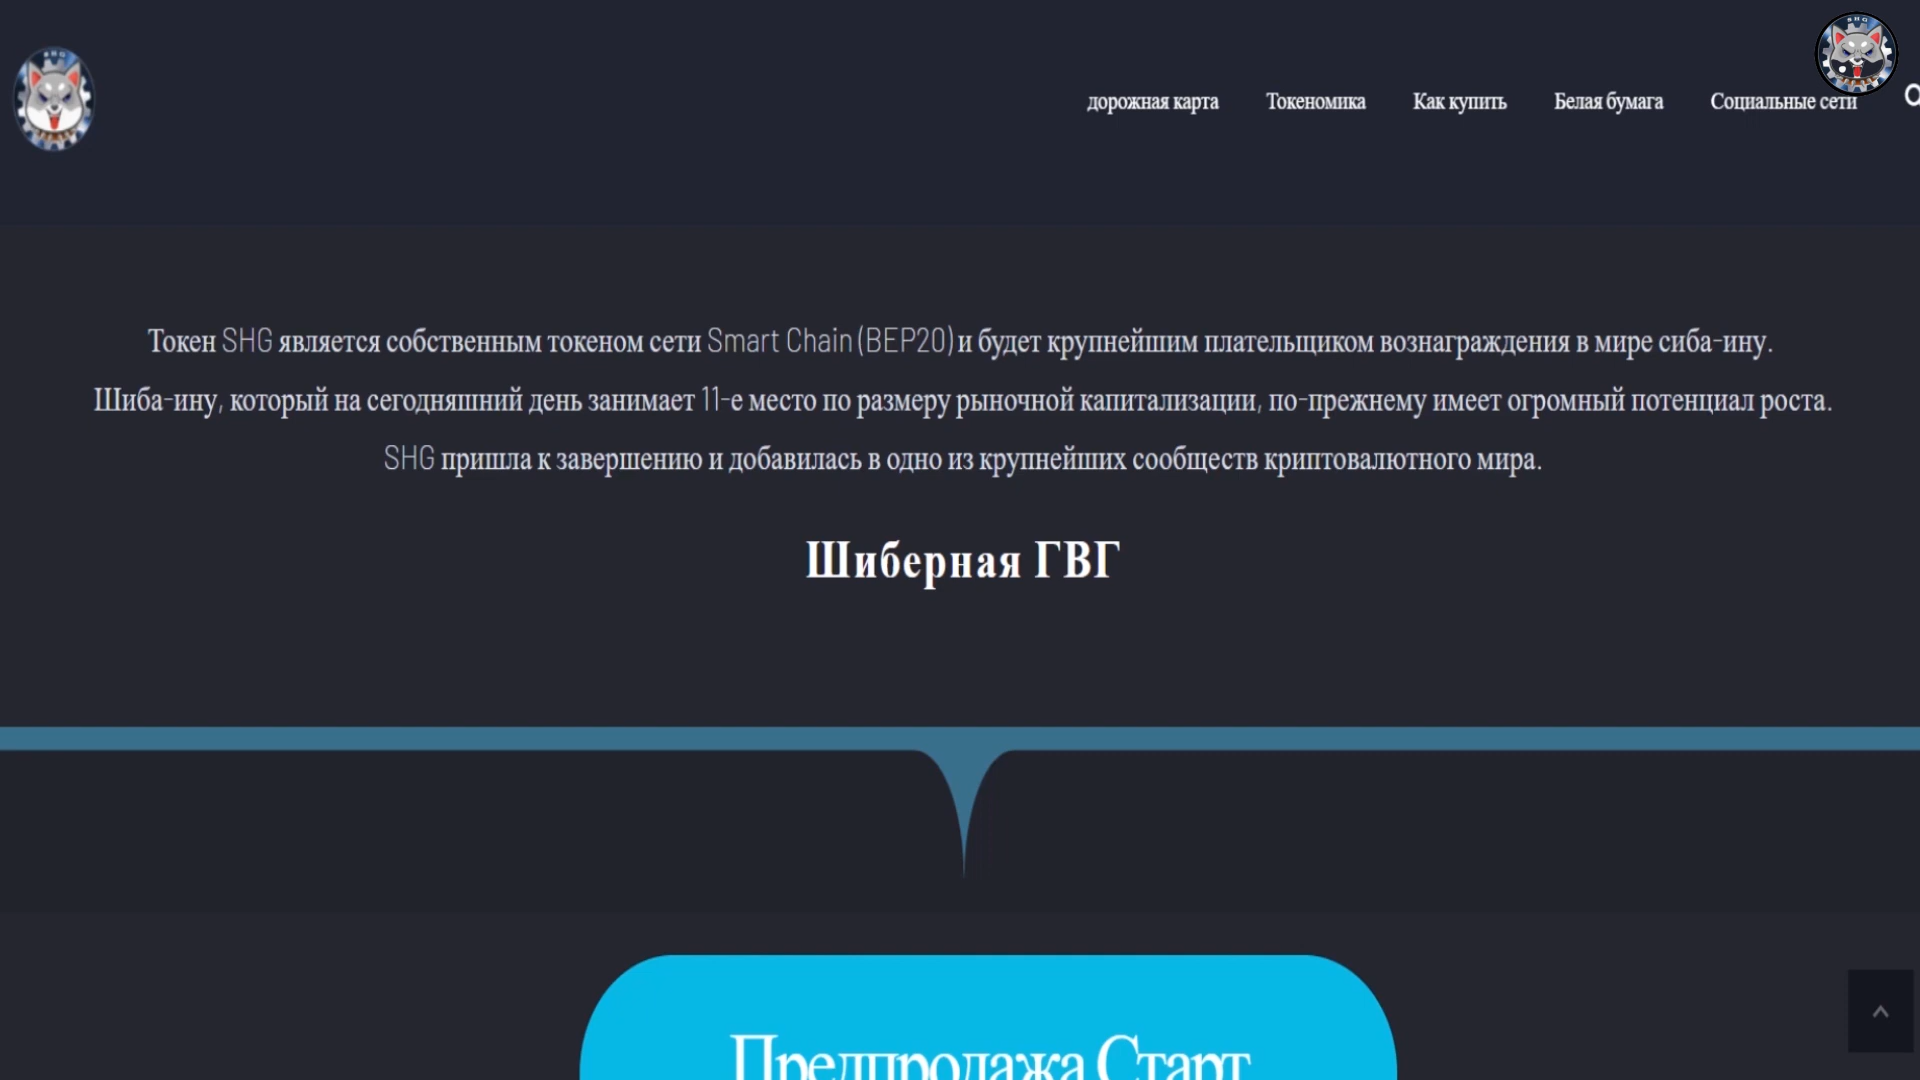 SHG
SHG
дорожная карта Токеномика Как купить Белая бумага Социальные сети
Токен SHG является собственным токеном сети Smart Chain (BEP20) и будет крупнейшим плательщиком вознаграждения в мире сиба-ину.
Шиба-ину, который на сегодняшний день занимает 11-е место по размеру рыночной капитализации, по-прежнему имеет огромный потенциал роста.
SHG пришла к завершению и добавилась в одно из крупнейших сообществ криптовалютного мира.
Шиберная ГВГ
Предпродажа Старт